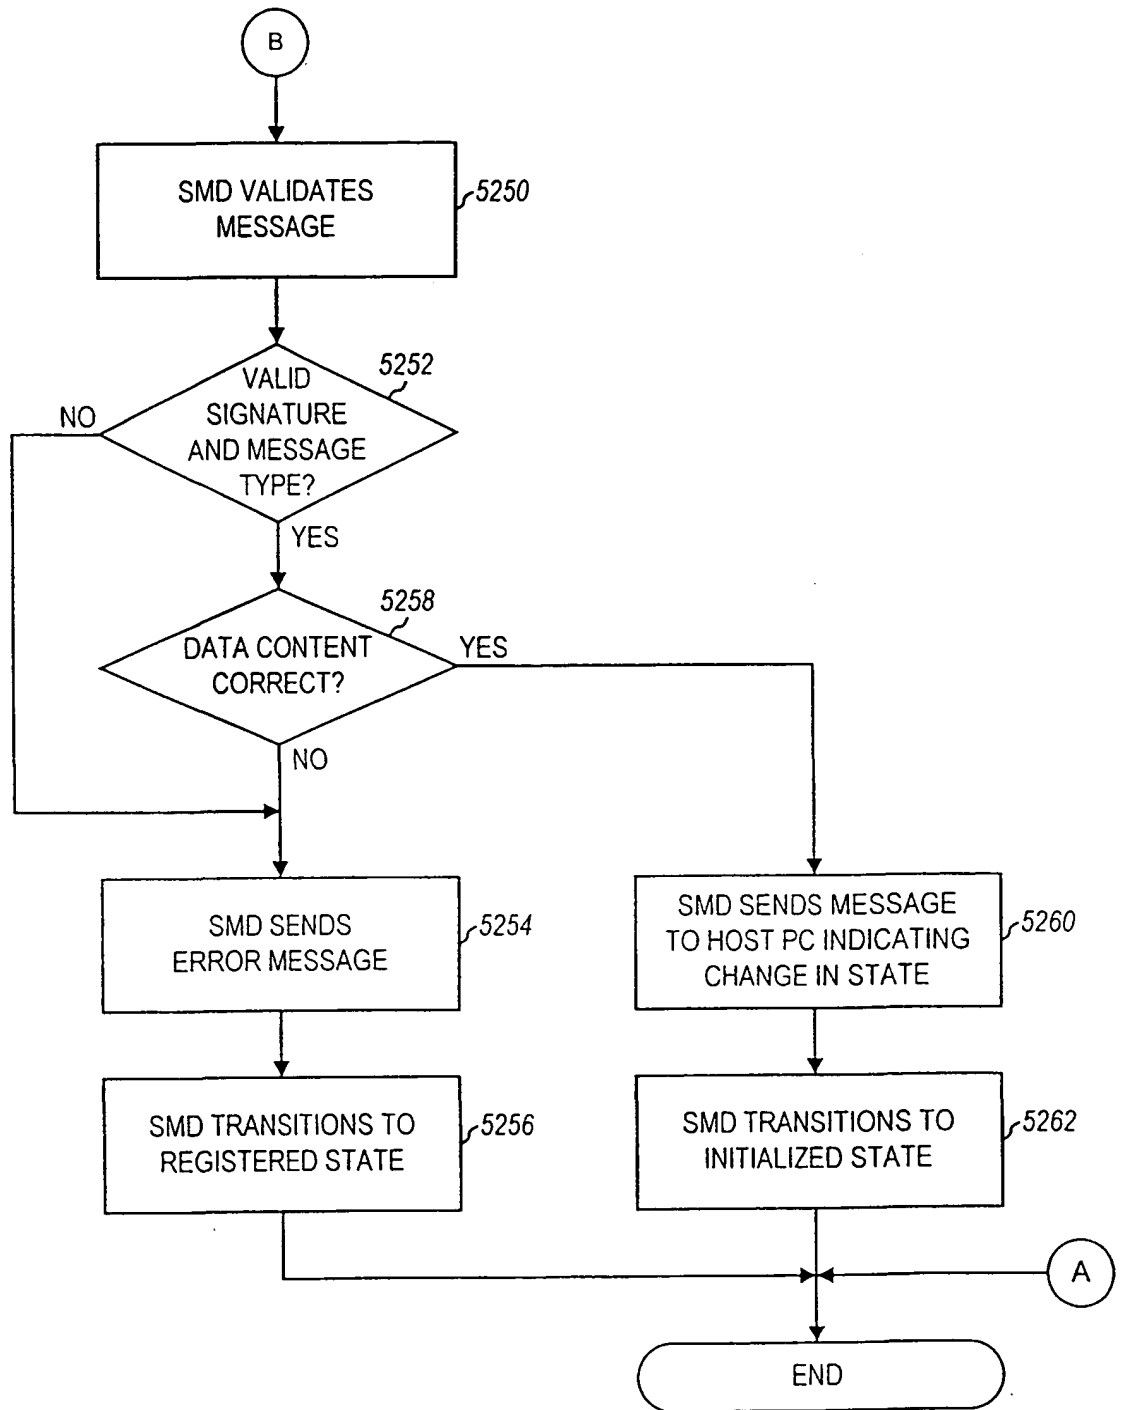 B
SMD VALIDATES
MESSAGE
5250
5252
VALID
SIGNATURE
AND MESSAGE
TYPE?
NO
YES
5258
DATA CONTENT
CORRECT?
YES
NO
SMD SENDS
ERROR MESSAGE
5254
SMD SENDS MESSAGE
TO HOST PC INDICATING
CHANGE IN STATE
5260
SMD TRANSITIONS TO
REGISTERED STATE
5256
SMD TRANSITIONS TO
INITIALIZED STATE
5262
A
END